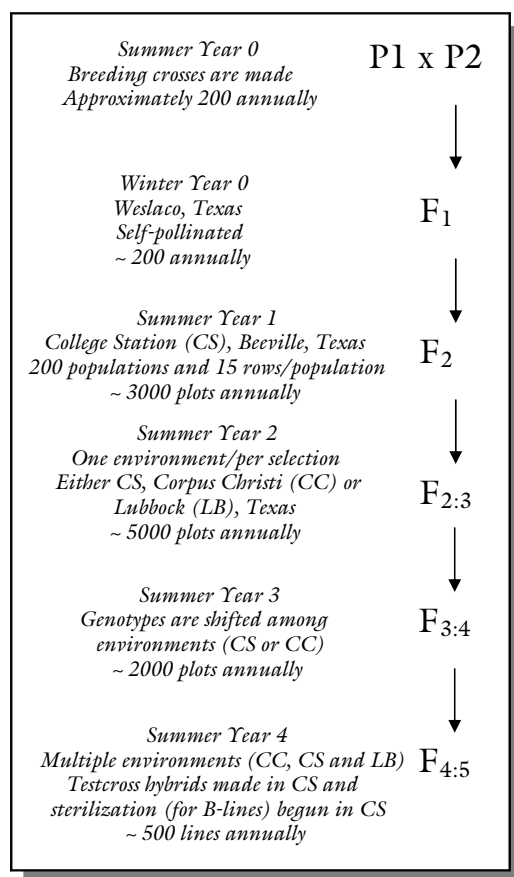 Summer Year 0
Breeding crosses are made
Approximately 200 annually
P1 x P2
Winter Year 0
Weslaco, Texas
Self-pollinated
~ 200 annually
F1
Summer Year 1
College Station (CS), Beeville, Texas
200 populations and 15 rows/population
~ 3000 plots annually
F2
Summer Year 2
One environment/per selection
Either CS, Corpus Christi (CC) or
Lubbock (LB), Texas
~ 5000 plots annually
F2:3
Summer Year 3
Genotypes are shifted among
environments (CS or CC)
~ 2000 plots annually
F3:4
Summer Year 4
Multiple environments (CC, CS and LB)
Testcross hybrids made in CS and
sterilization (for B-lines) begun in CS
~ 500 lines annually
F4:5